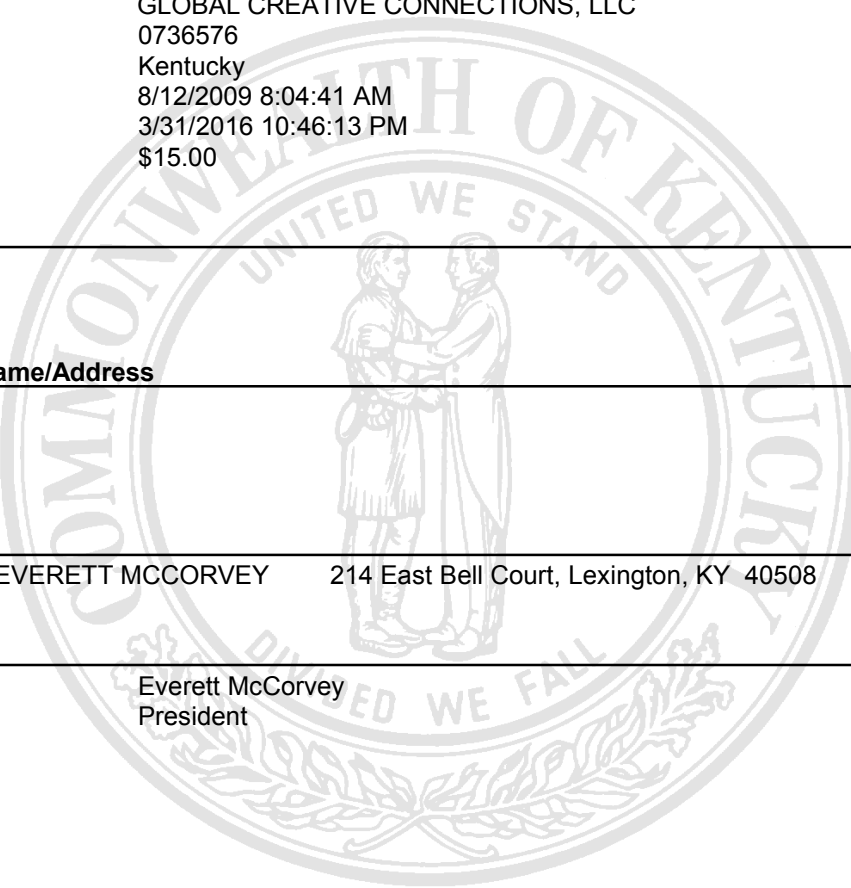 GLOBAL CREATIVE CONNECTIONS, LLC
0736576
Kentucky
8/12/2009 8:04:41 AM
3/31/2016 10:46:13 PM
$15.00
COMMONWEALTH OF KENTUCKY
UNITED WE STAND
ame/Address
EVERETT MCCORVEY 214 East Bell Court, Lexington, KY 40508
DIVIDED WE FALL
Everett McCorvey
President